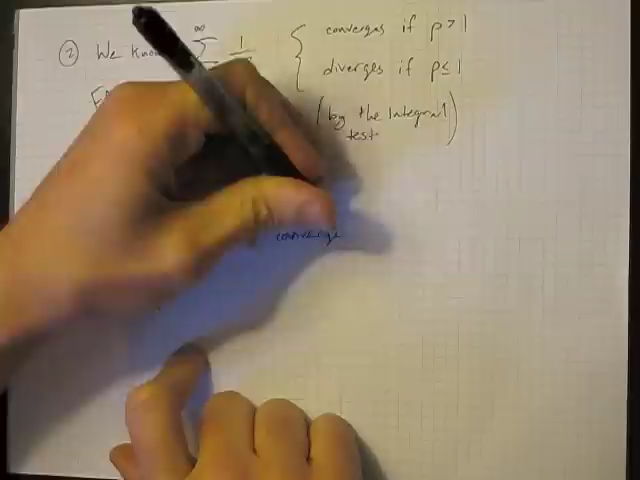 ② We know ∞ Σ 1 { converges if p > 1
diverges if p ≤ 1
(by the Integral
test)
converge